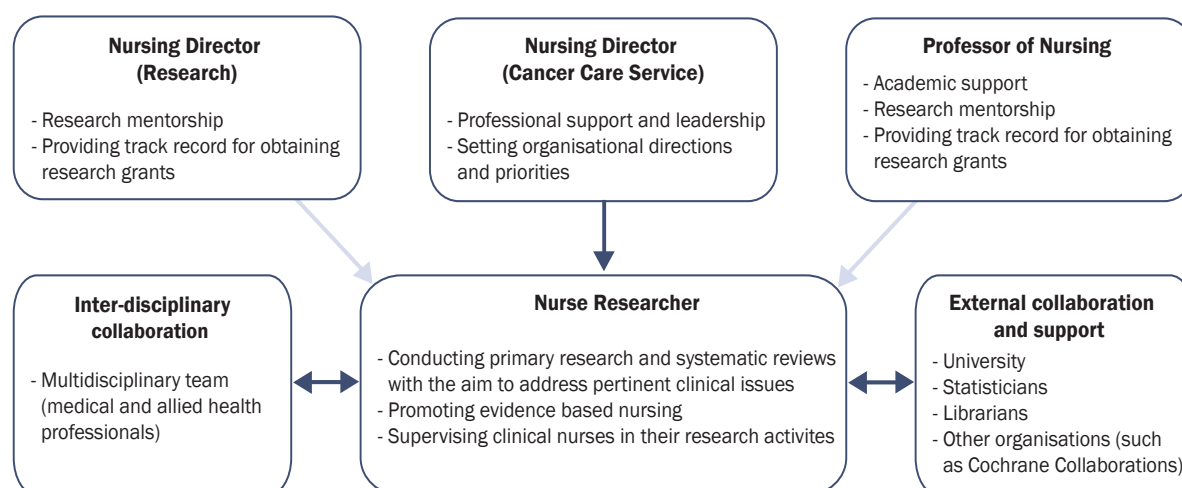 Nursing Director
(Research)
- Research mentorship
- Providing track record for obtaining
research grants
Nursing Director
(Cancer Care Service)
- Professional support and leadership
- Setting organisational directions
and priorities
Professor of Nursing
- Academic support
- Research mentorship
- Providing track record for obtaining
research grants
Inter-disciplinary
collaboration
- Multidisciplinary team
(medical and allied health
professionals)
Nurse Researcher
- Conducting primary research and systematic reviews
with the aim to address pertinent clinical issues
- Promoting evidence based nursing
- Supervising clinical nurses in their research activites
External collaboration
and support
- University
- Statisticians
- Librarians
- Other organisations (such
as Cochrane Collaborations)